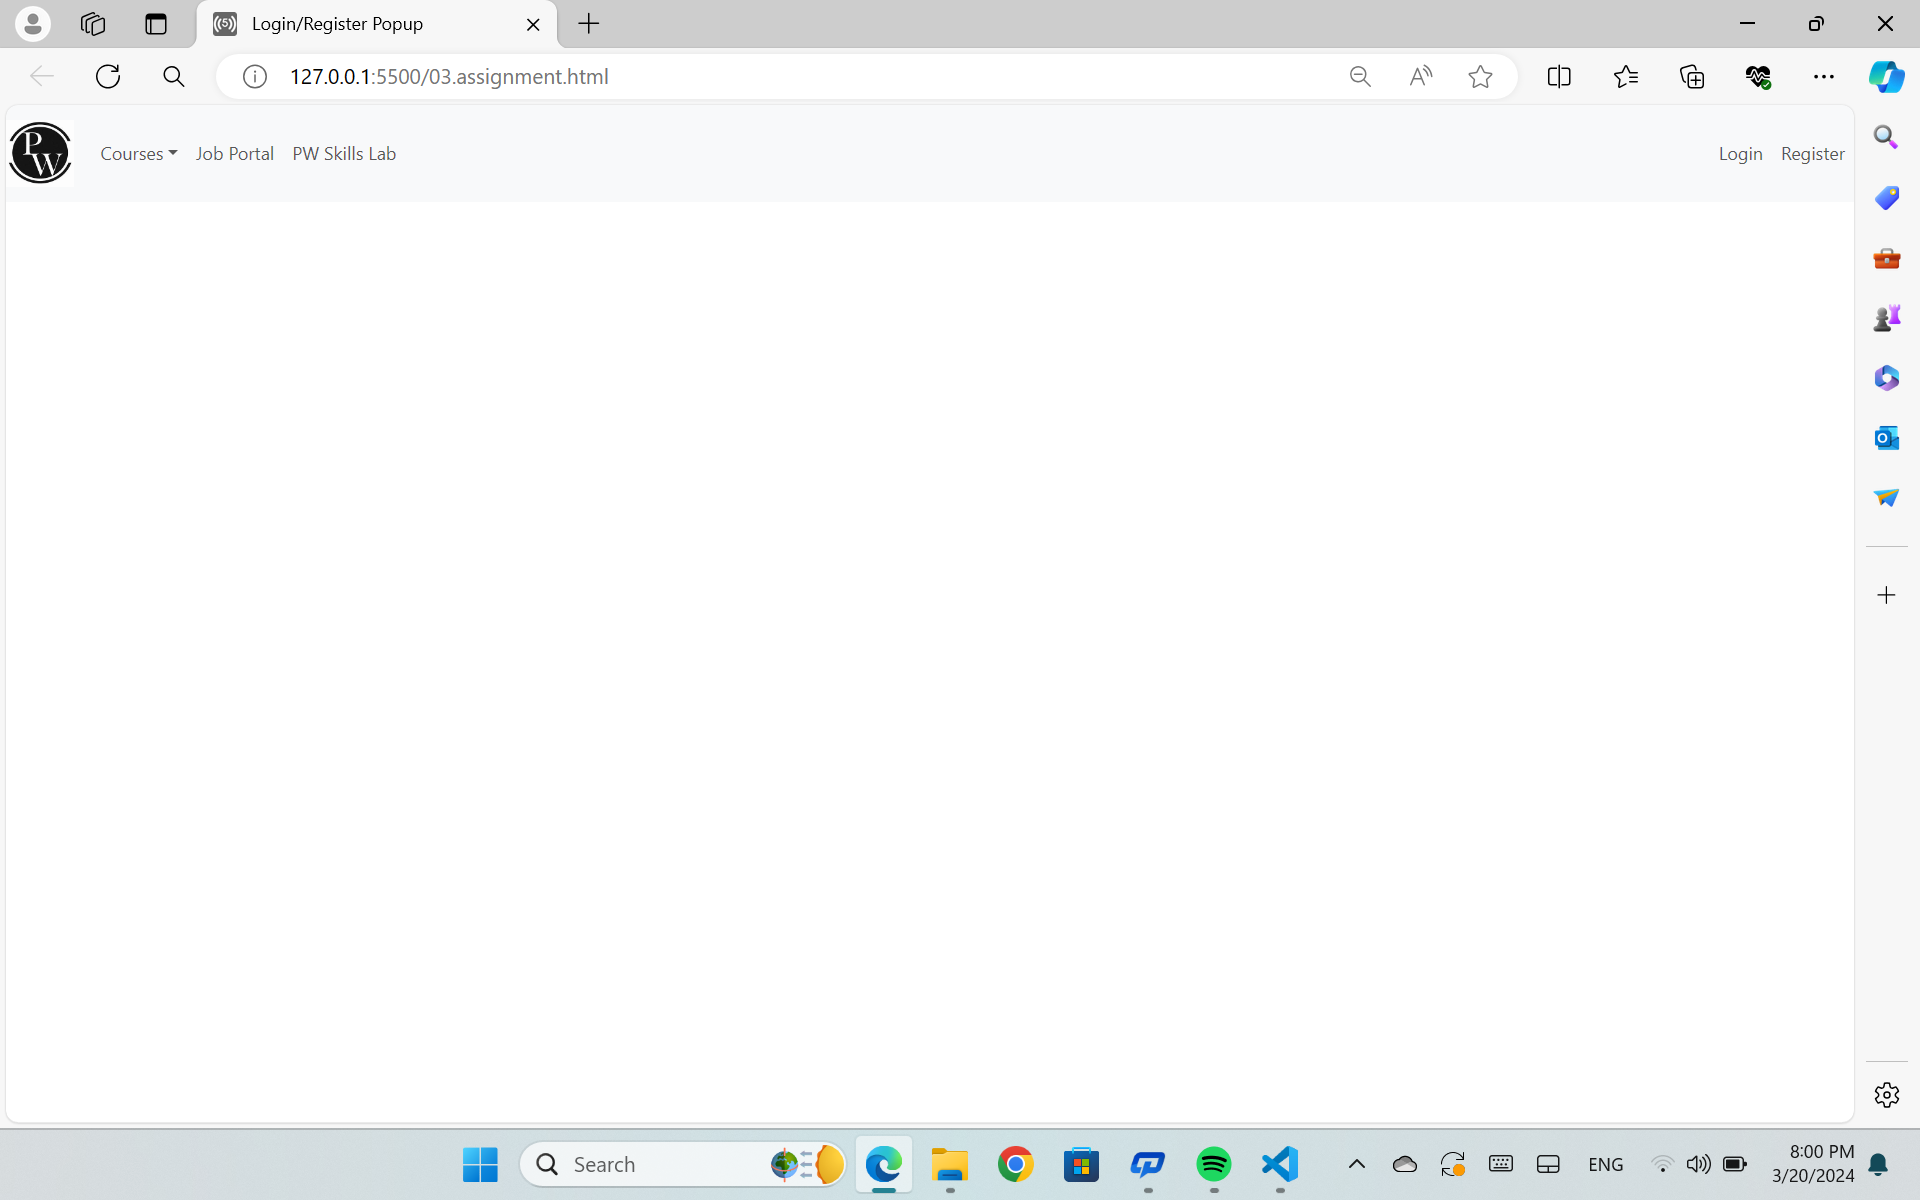 Login/Register Popup
127.0.0.1:5500/03.assignment.html
PW
Courses
Job Portal
PW Skills Lab
Login
Register
Search
ENG
8:00 PM
3/20/2024